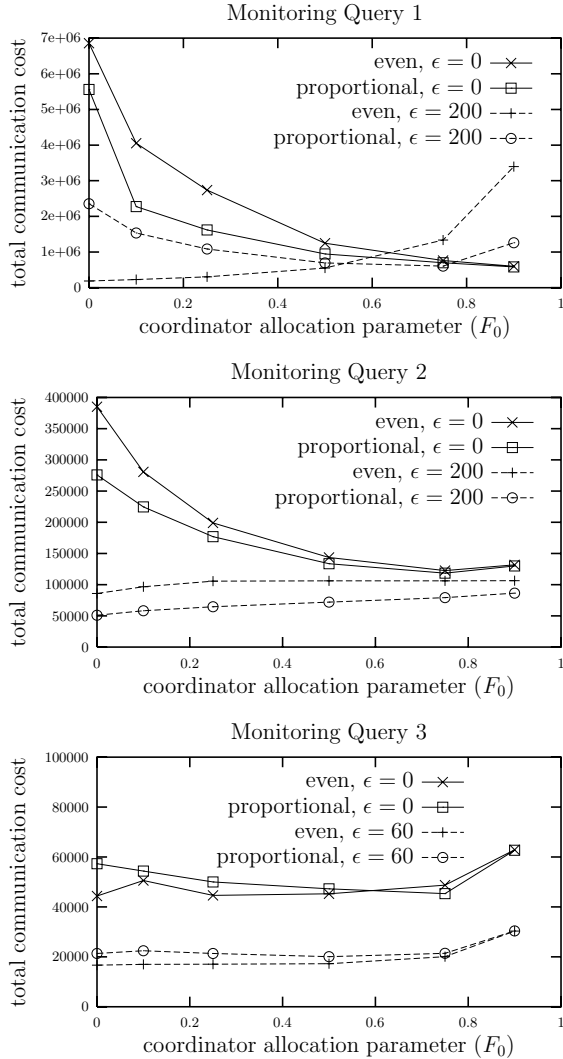 Monitoring Query 1
total communication cost
7e+06
6e+06
5e+06
4e+06
3e+06
2e+06
1e+06
0
even, ϵ = 0
proportional, ϵ = 0
even, ϵ = 200
proportional, ϵ = 200
0 0.2 0.4 0.6 0.8 1
coordinator allocation parameter (F₀)
Monitoring Query 2
total communication cost
400000
350000
300000
250000
200000
150000
100000
50000
0
even, ϵ = 0
proportional, ϵ = 0
even, ϵ = 200
proportional, ϵ = 200
0 0.2 0.4 0.6 0.8 1
coordinator allocation parameter (F₀)
Monitoring Query 3
total communication cost
100000
80000
60000
40000
20000
0
even, ϵ = 0
proportional, ϵ = 0
even, ϵ = 60
proportional, ϵ = 60
0 0.2 0.4 0.6 0.8 1
coordinator allocation parameter (F₀)